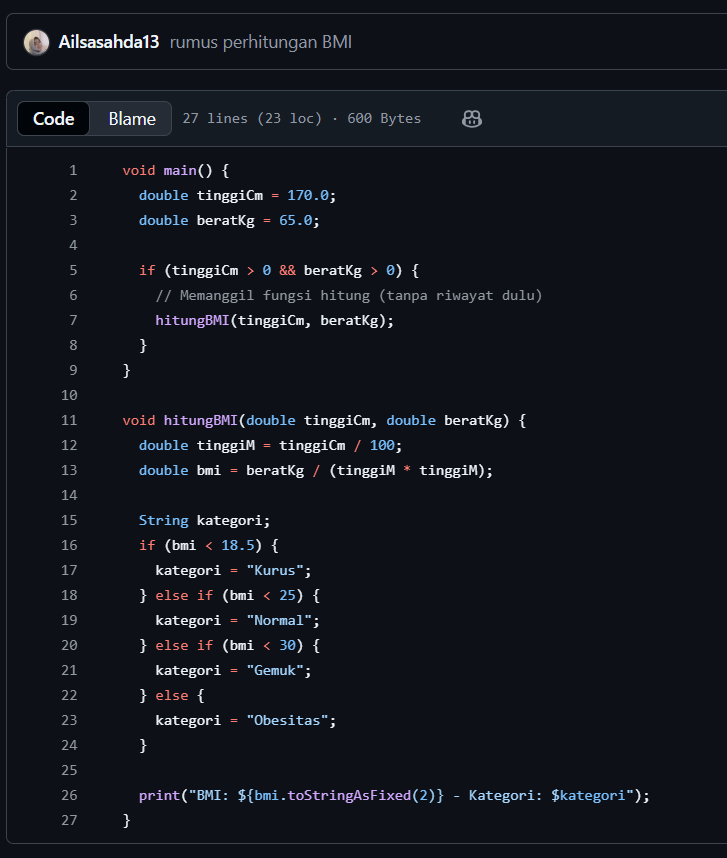 Ailsasahda13 rumus perhitungan BMI
Code Blame 27 lines (23 loc) · 600 Bytes
1 void main() {
2 double tinggiCm = 170.0;
3 double beratKg = 65.0;
4
5 if (tinggiCm > 0 && beratKg > 0) {
6 // Memanggil fungsi hitung (tanpa riwayat dulu)
7 hitungBMI(tinggiCm, beratKg);
8 }
9 }
10
11 void hitungBMI(double tinggiCm, double beratKg) {
12 double tinggiM = tinggiCm / 100;
13 double bmi = beratKg / (tinggiM * tinggiM);
14
15 String kategori;
16 if (bmi < 18.5) {
17 kategori = "Kurus";
18 } else if (bmi < 25) {
19 kategori = "Normal";
20 } else if (bmi < 30) {
21 kategori = "Gemuk";
22 } else {
23 kategori = "Obesitas";
24 }
25
26 print("BMI: ${bmi.toStringAsFixed(2)} - Kategori: $kategori");
27 }